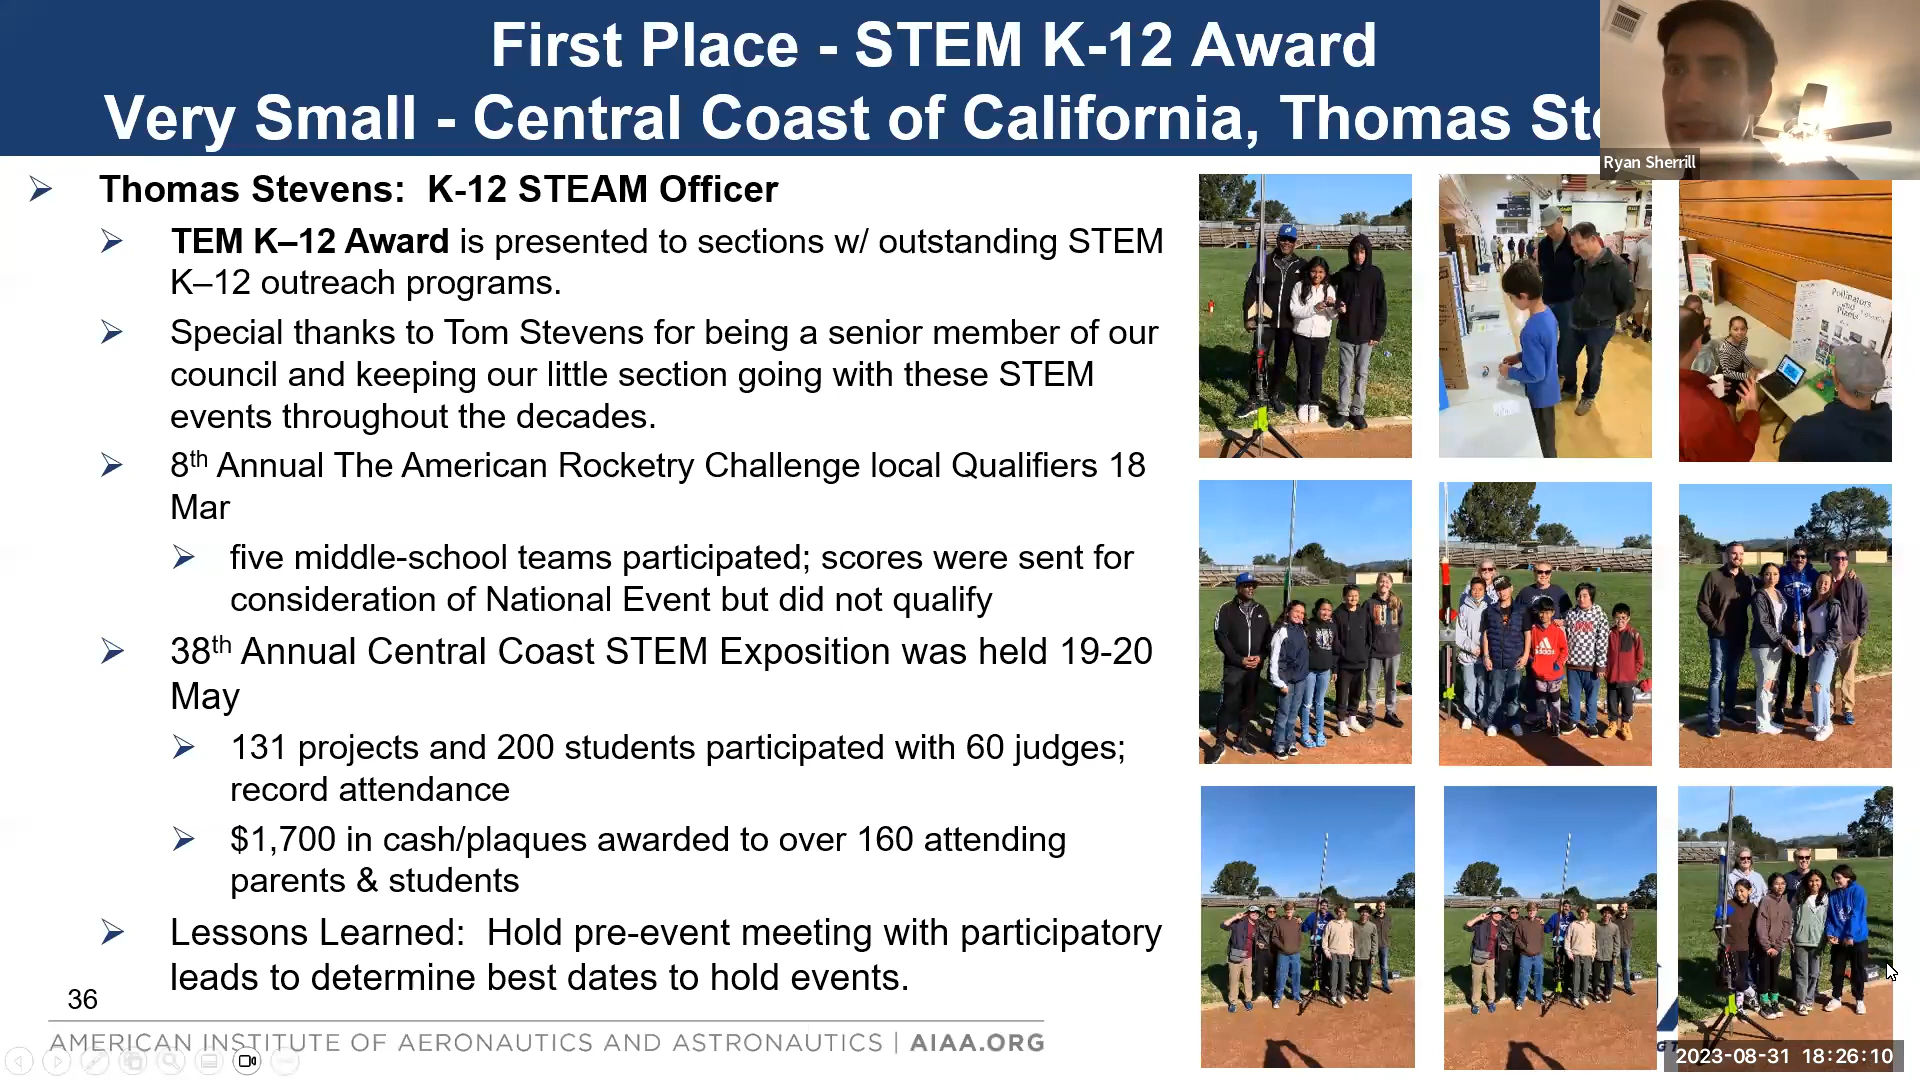 First Place - STEM K-12 Award
Very Small - Central Coast of California, Thomas Ste
Ryan Sherrill
Thomas Stevens:  K-12 STEAM Officer
TEM K–12 Award is presented to sections w/ outstanding STEM
K–12 outreach programs.
Special thanks to Tom Stevens for being a senior member of our
council and keeping our little section going with these STEM
events throughout the decades.
8th Annual The American Rocketry Challenge local Qualifiers 18
Mar
five middle-school teams participated; scores were sent for
consideration of National Event but did not qualify
38th Annual Central Coast STEM Exposition was held 19-20
May
131 projects and 200 students participated with 60 judges;
record attendance
$1,700 in cash/plaques awarded to over 160 attending
parents & students
Lessons Learned:  Hold pre-event meeting with participatory
leads to determine best dates to hold events.
Pollinators
and
Plants
adidas
36
AMERICAN INSTITUTE OF AERONAUTICS AND ASTRONAUTICS | AIAA.ORG
2023-08-31 18:26:10